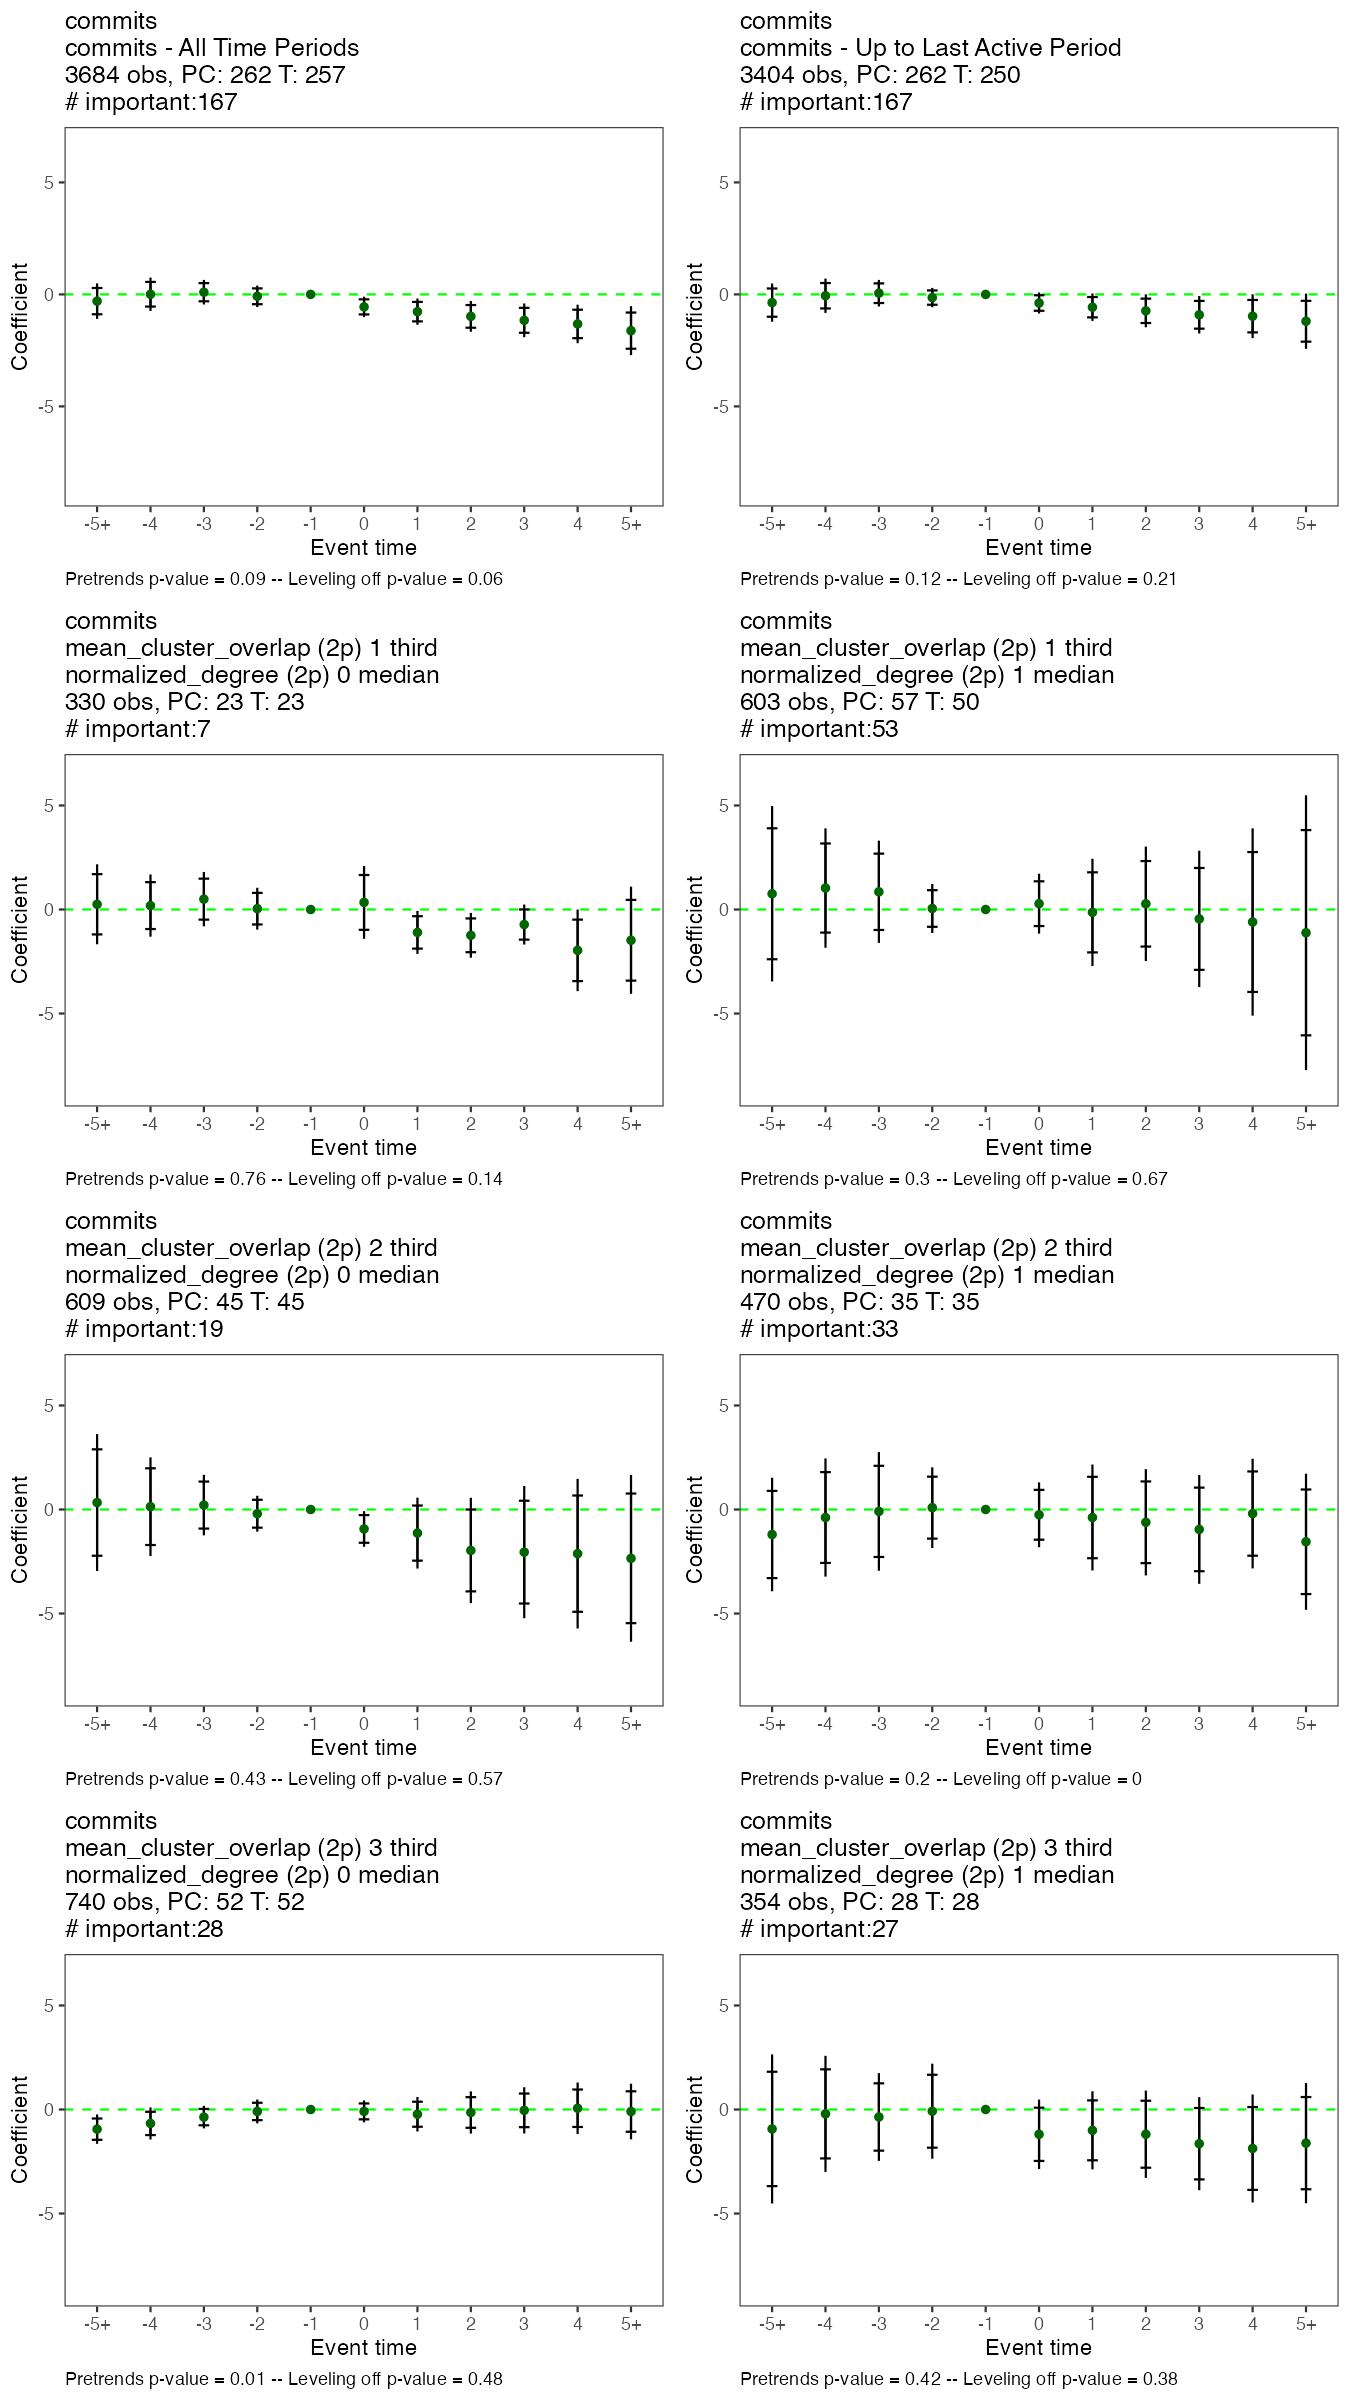 commits
commits - All Time Periods
3684 obs, PC: 262 T: 257
# important:167
5
0
-5
Coefficient
-5+ -4 -3 -2 -1 0 1 2 3 4 5+
Event time
Pretrends p-value = 0.09 -- Leveling off p-value = 0.06
commits
commits - Up to Last Active Period
3404 obs, PC: 262 T: 250
# important:167
5
0
-5
Coefficient
-5+ -4 -3 -2 -1 0 1 2 3 4 5+
Event time
Pretrends p-value = 0.12 -- Leveling off p-value = 0.21
commits
mean_cluster_overlap (2p) 1 third
normalized_degree (2p) 0 median
330 obs, PC: 23 T: 23
# important:7
5
0
-5
Coefficient
-5+ -4 -3 -2 -1 0 1 2 3 4 5+
Event time
Pretrends p-value = 0.76 -- Leveling off p-value = 0.14
commits
mean_cluster_overlap (2p) 1 third
normalized_degree (2p) 1 median
603 obs, PC: 57 T: 50
# important:53
5
0
-5
Coefficient
-5+ -4 -3 -2 -1 0 1 2 3 4 5+
Event time
Pretrends p-value = 0.3 -- Leveling off p-value = 0.67
commits
mean_cluster_overlap (2p) 2 third
normalized_degree (2p) 0 median
609 obs, PC: 45 T: 45
# important:19
5
0
-5
Coefficient
-5+ -4 -3 -2 -1 0 1 2 3 4 5+
Event time
Pretrends p-value = 0.43 -- Leveling off p-value = 0.57
commits
mean_cluster_overlap (2p) 2 third
normalized_degree (2p) 1 median
470 obs, PC: 35 T: 35
# important:33
5
0
-5
Coefficient
-5+ -4 -3 -2 -1 0 1 2 3 4 5+
Event time
Pretrends p-value = 0.2 -- Leveling off p-value = 0
commits
mean_cluster_overlap (2p) 3 third
normalized_degree (2p) 0 median
740 obs, PC: 52 T: 52
# important:28
5
0
-5
Coefficient
-5+ -4 -3 -2 -1 0 1 2 3 4 5+
Event time
Pretrends p-value = 0.01 -- Leveling off p-value = 0.48
commits
mean_cluster_overlap (2p) 3 third
normalized_degree (2p) 1 median
354 obs, PC: 28 T: 28
# important:27
5
0
-5
Coefficient
-5+ -4 -3 -2 -1 0 1 2 3 4 5+
Event time
Pretrends p-value = 0.42 -- Leveling off p-value = 0.38